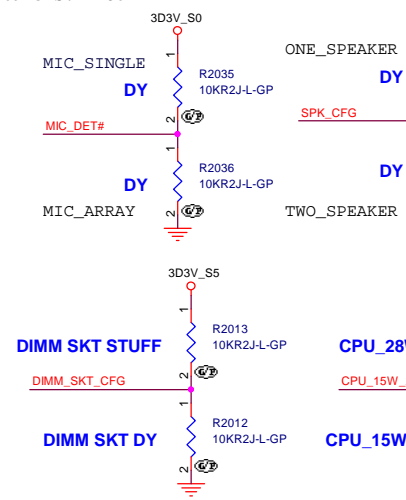 3D3V_S0
MIC_SINGLE
DY
1
R2035
10KR2J-L-GP
2
G/P
MIC_DET#
1
R2036
10KR2J-L-GP
DY
2
G/P
MIC_ARRAY
ONE_SPEAKER
DY
SPK_CFG
DY
TWO_SPEAKER
3D3V_S5
1
R2013
10KR2J-L-GP
DIMM SKT STUFF
2
G/P
DIMM_SKT_CFG
1
R2012
10KR2J-L-GP
DIMM SKT DY
2
G/P
CPU_28W
CPU_15W_
CPU_15W